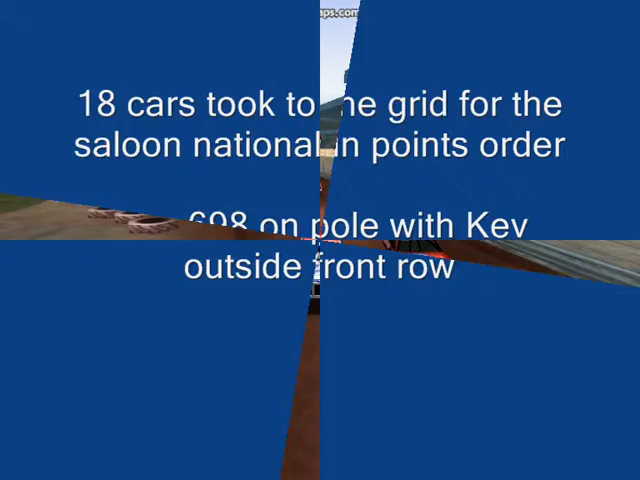 18 cars took to the grid for the
saloon national in points order
698 on pole with Kev
outside front row